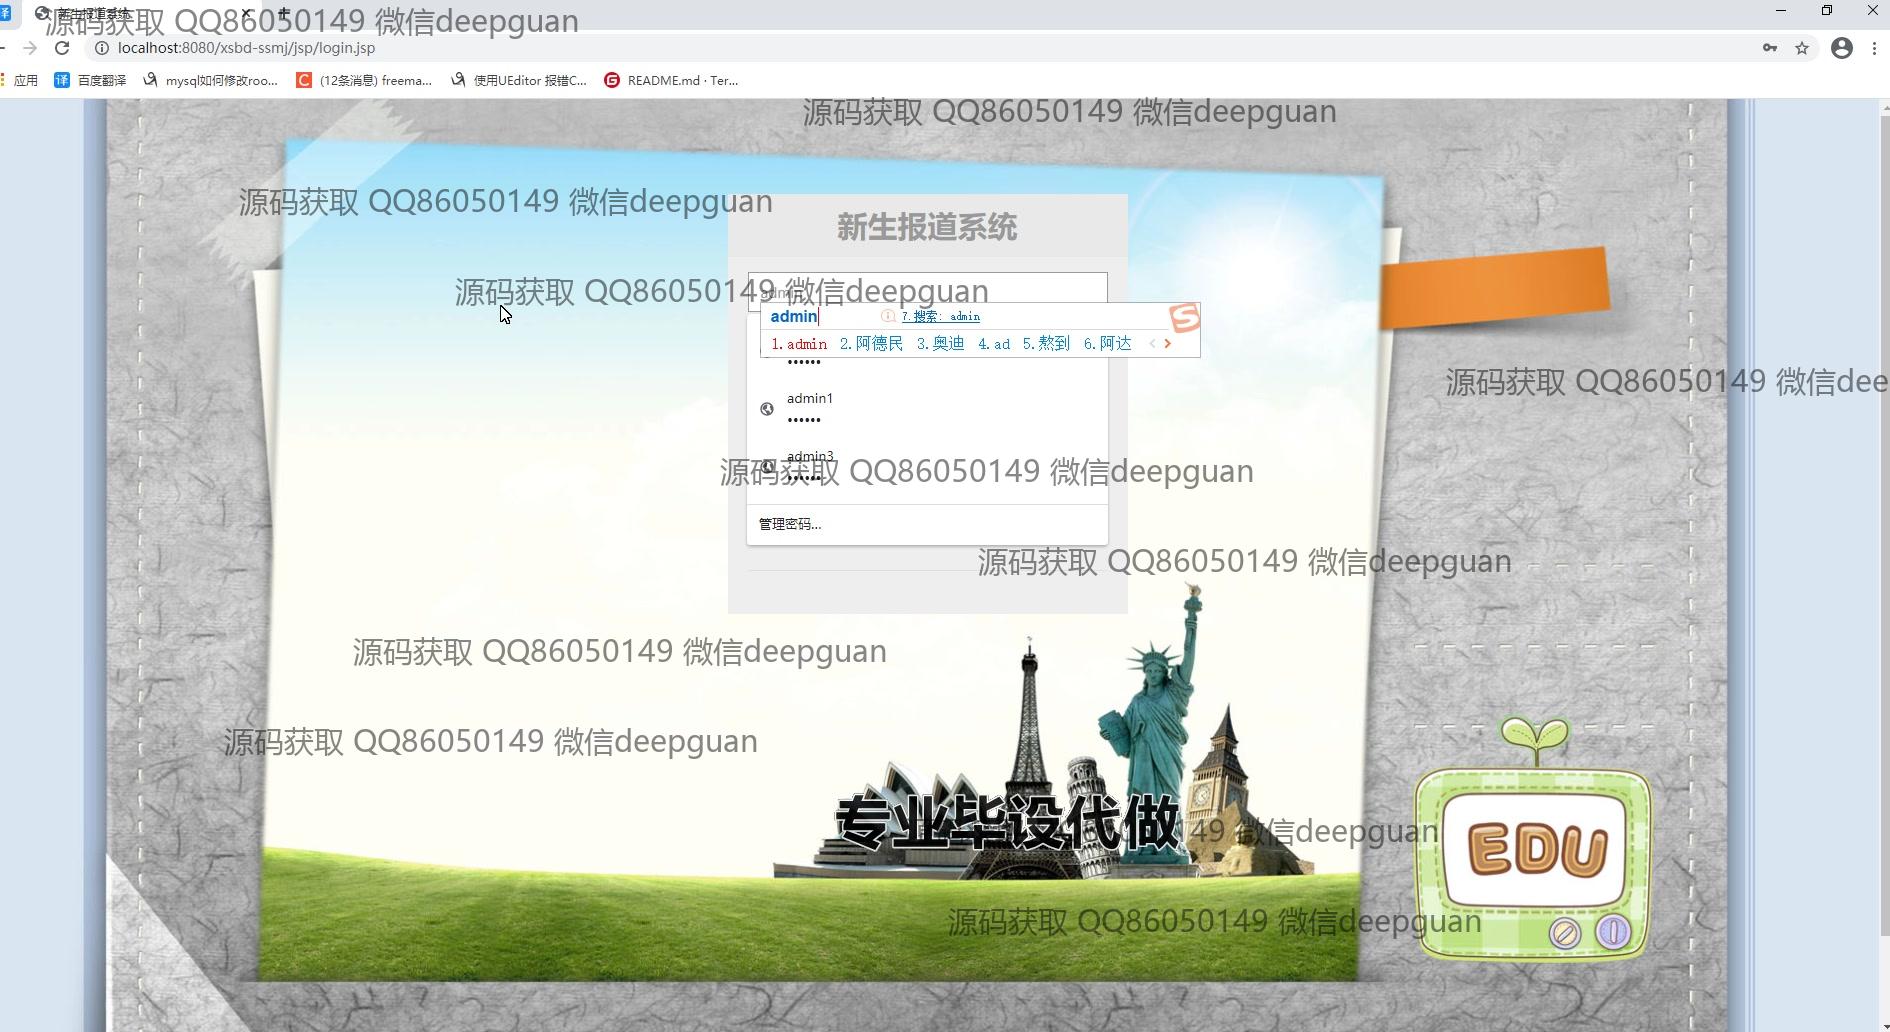 译 新生报道系统
源码获取 QQ86050149 微信deepguan
localhost:8080/xsbd-ssmj/jsp/login.jsp
应用 译 百度翻译 mysql如何修改roo... C (12条消息) freema... 使用UEditor 报错C... G README.md · Ter...
源码获取 QQ86050149 微信deepguan
源码获取 QQ86050149 微信deepguan
新生报道系统
源码获取 QQ86050149 微信deepguan
admin
admin 7.搜索: admin S
1.admin 2.阿德民 3.奥迪 4.ad 5.熬到 6.阿达
••••••
源码获取 QQ86050149 微信dee
admin1
••••••
admin3
源码获取 QQ86050149 微信deepguan
••••••
管理密码...
源码获取 QQ86050149 微信deepguan
源码获取 QQ86050149 微信deepguan
源码获取 QQ86050149 微信deepguan
专业毕设代做
149 微信deepguan
EDU
源码获取 QQ86050149 微信deepguan